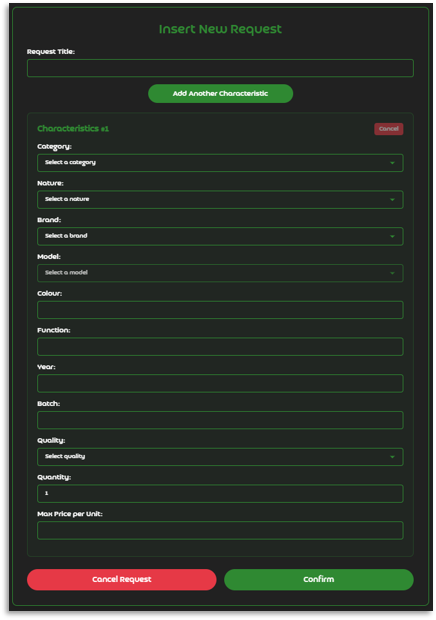 Insert New Request
Request Title:
Add Another Characteristic
Characteristics #1
Cancel
Category:
Select a category
Nature:
Select a nature
Brand:
Select a brand
Model:
Select a model
Colour:
Function:
Year:
Batch:
Quality:
Select quality
Quantity:
1
Max Price per Unit:
Cancel Request
Confirm